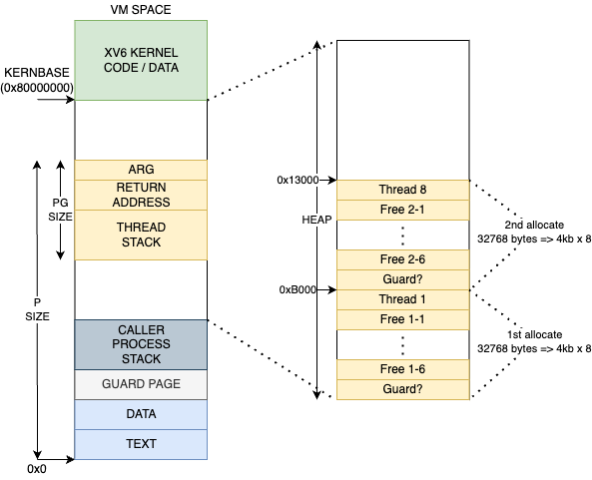 VM SPACE
XV6 KERNEL
CODE / DATA
KERNBASE
(0x80000000)
ARG
RETURN
ADDRESS
THREAD
STACK
PG
SIZE
P
SIZE
CALLER
PROCESS
STACK
GUARD PAGE
DATA
TEXT
0x0
0x13000
HEAP
0xB000
Thread 8
Free 2-1
Free 2-6
Guard?
Thread 1
Free 1-1
Free 1-6
Guard?
2nd allocate
32768 bytes => 4kb x 8
1st allocate
32768 bytes => 4kb x 8